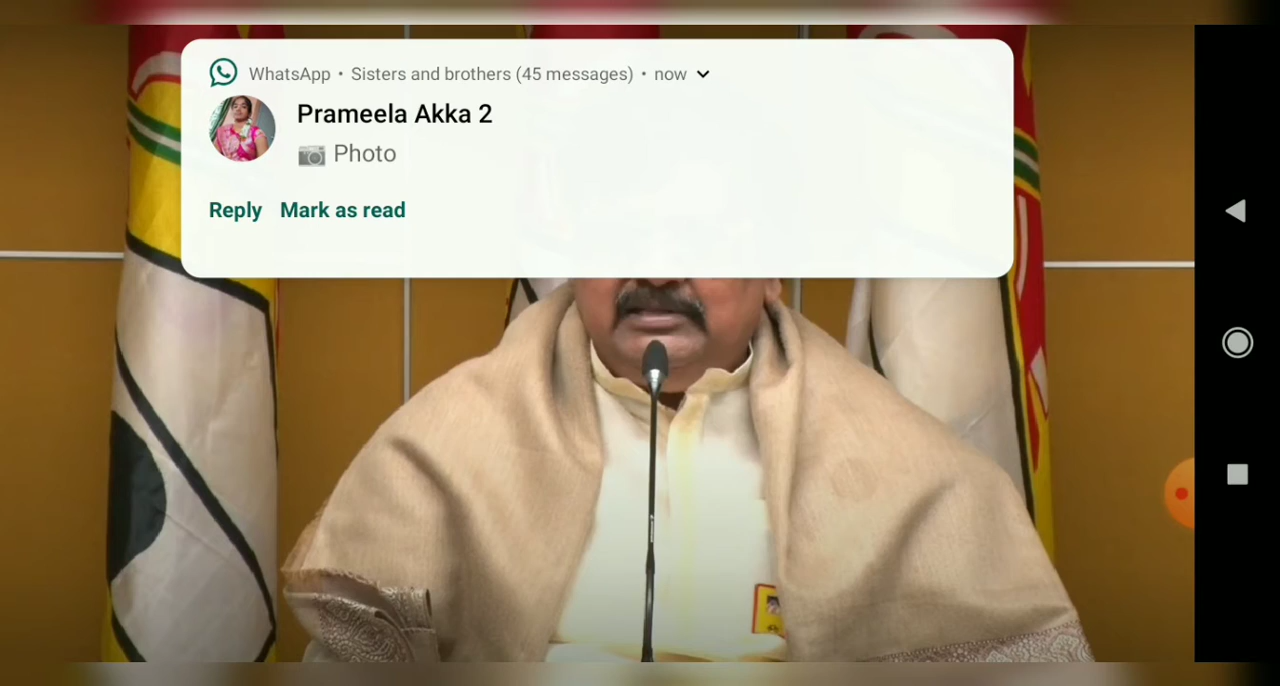 WhatsApp • Sisters and brothers (45 messages) • now
Prameela Akka 2
📷 Photo
Reply Mark as read